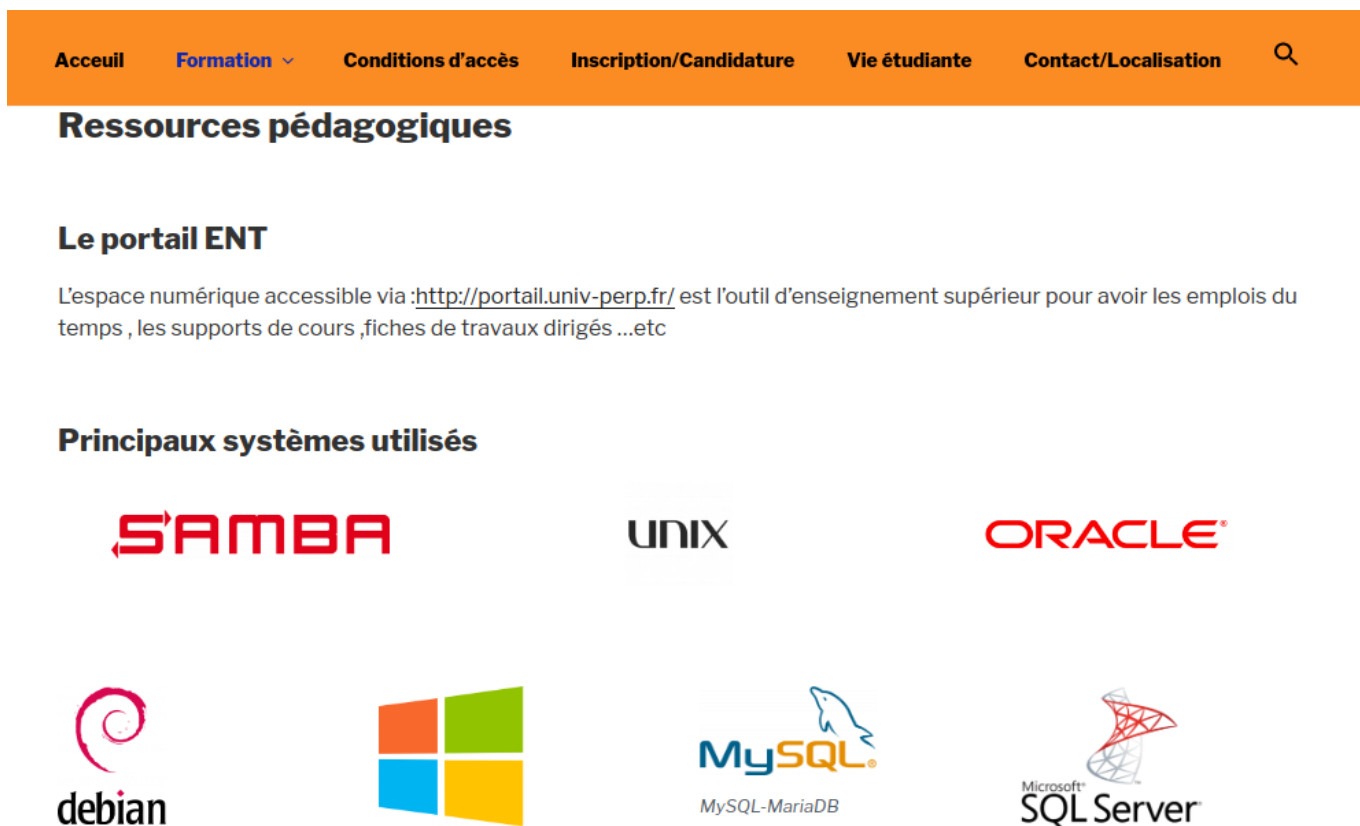 Acceuil Formation Conditions d'accès Inscription/Candidature Vie étudiante Contact/Localisation
Ressources pédagogiques
Le portail ENT
L'espace numérique accessible via :http://portail.univ-perp.fr/ est l'outil d'enseignement supérieur pour avoir les emplois du
temps , les supports de cours ,fiches de travaux dirigés ...etc
Principaux systèmes utilisés
SAMBA UNIX ORACLE®
debian
MySQL®
MySQL-MariaDB
Microsoft®
SQL Server